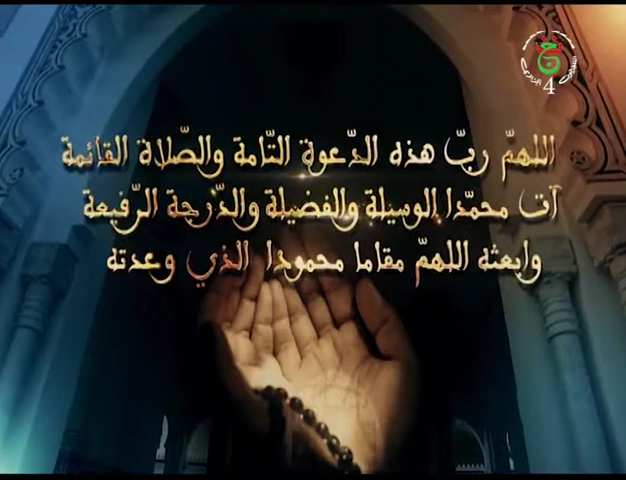 اللهمّ ربّ هذه الدّعوة التّامة والصّلاة القائمة
آت محمّدا الوسيلة والفضيلة والدّرجة الرّفيعة
وابعثه اللهمّ مقاما محمودا الذي وعدته
4